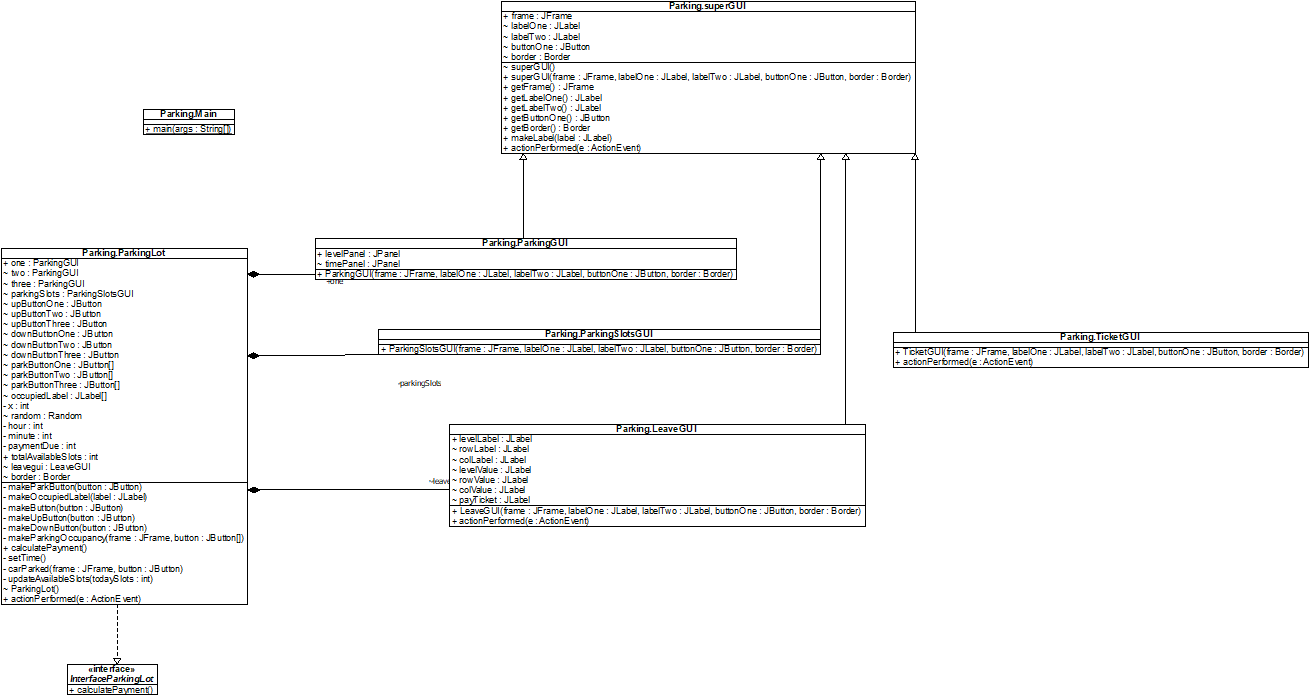 Parking.superGUI
+ frame : JFrame
~ labelOne : JLabel
~ labelTwo : JLabel
~ buttonOne : JButton
~ border : Border
~ superGUI()
+ superGUI(frame : JFrame, labelOne : JLabel, labelTwo : JLabel, buttonOne : JButton, border : Border)
+ getFrame() : JFrame
+ getLabelOne() : JLabel
+ getLabelTwo() : JLabel
+ getButtonOne() : JButton
+ getBorder() : Border
+ makeLabel(label : JLabel)
+ actionPerformed(e : ActionEvent)
Parking.Main
+ main(args : String[])
Parking.ParkingGUI
+ levelPanel : JPanel
~ timePanel : JPanel
+ ParkingGUI(frame : JFrame, labelOne : JLabel, labelTwo : JLabel, buttonOne : JButton, border : Border)
+one
Parking.ParkingLot
+ one : ParkingGUI
~ two : ParkingGUI
~ three : ParkingGUI
~ parkingSlots : ParkingSlotsGUI
~ upButtonOne : JButton
~ upButtonTwo : JButton
~ upButtonThree : JButton
~ downButtonOne : JButton
~ downButtonTwo : JButton
~ downButtonThree : JButton
~ parkButtonOne : JButton[]
~ parkButtonTwo : JButton[]
~ parkButtonThree : JButton[]
~ occupiedLabel : JLabel[]
- x : int
~ random : Random
- hour : int
- minute : int
- paymentDue : int
+ totalAvailableSlots : int
~ leavegui : LeaveGUI
~ border : Border
- makeParkButton(button : JButton)
- makeOccupiedLabel(label : JLabel)
- makeButton(button : JButton)
- makeUpButton(button : JButton)
- makeDownButton(button : JButton)
- makeParkingOccupancy(frame : JFrame, button : JButton[])
+ calculatePayment()
- setTime()
- carParked(frame : JFrame, button : JButton)
- updateAvailableSlots(todaySlots : int)
~ ParkingLot()
+ actionPerformed(e : ActionEvent)
Parking.ParkingSlotsGUI
+ ParkingSlotsGUI(frame : JFrame, labelOne : JLabel, labelTwo : JLabel, buttonOne : JButton, border : Border)
~parkingSlots
Parking.TicketGUI
+ TicketGUI(frame : JFrame, labelOne : JLabel, labelTwo : JLabel, buttonOne : JButton, border : Border)
+ actionPerformed(e : ActionEvent)
Parking.LeaveGUI
+ levelLabel : JLabel
~ rowLabel : JLabel
~ colLabel : JLabel
~ levelValue : JLabel
~ rowValue : JLabel
~ colValue : JLabel
~ payTicket : JLabel
+ LeaveGUI(frame : JFrame, labelOne : JLabel, labelTwo : JLabel, buttonOne : JButton, border : Border)
+ actionPerformed(e : ActionEvent)
~leave
«interface»
InterfaceParkingLot
+ calculatePayment()